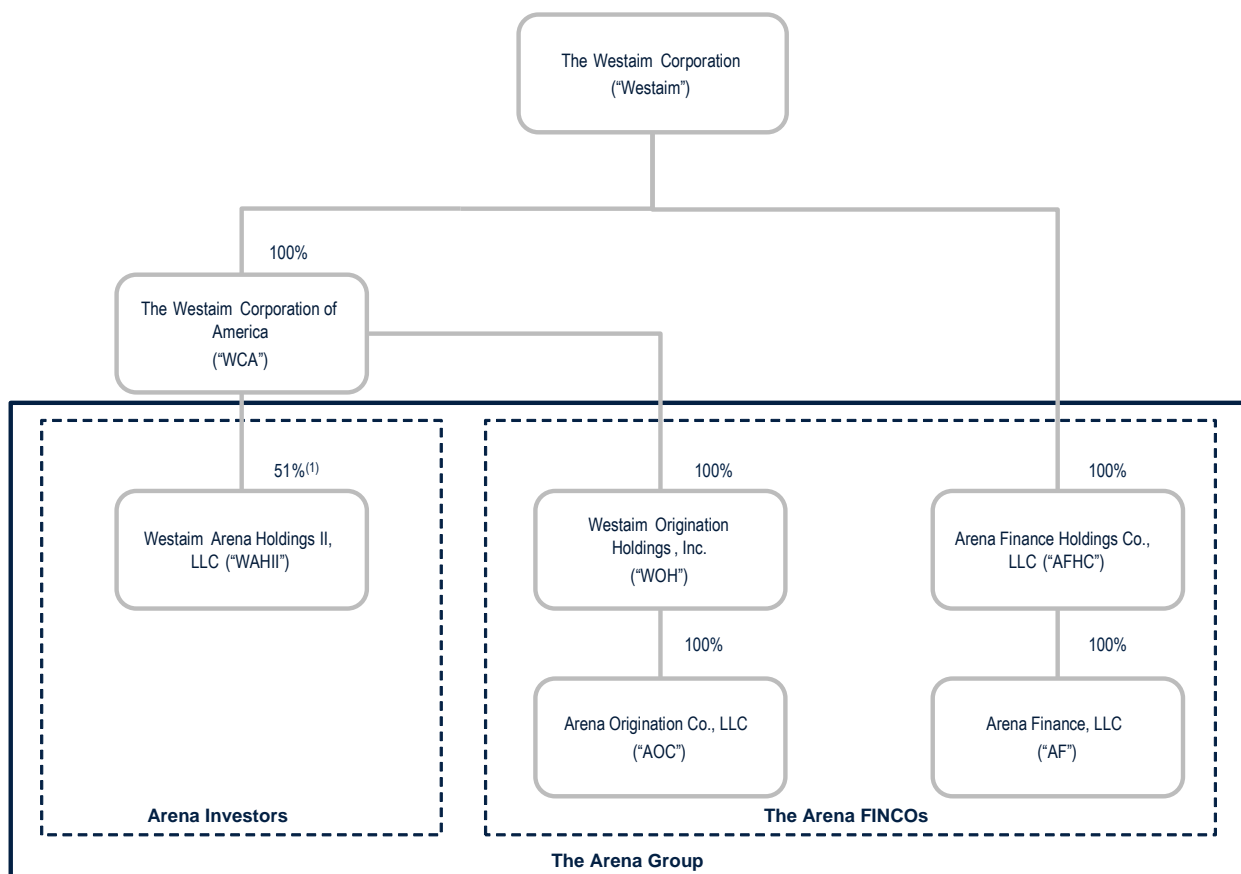 The Westaim Corporation
(“Westaim”)
100%
The Westaim Corporation of
America
(“WCA”)
51%(1)
100%
100%
Westaim Arena Holdings II,
LLC (“WAHII”)
Westaim Origination
Holdings, Inc.
(“WOH”)
Arena Finance Holdings Co.,
LLC (“AFHC”)
100%
100%
Arena Origination Co., LLC
(“AOC”)
Arena Finance, LLC
(“AF”)
Arena Investors
The Arena FINCOs
The Arena Group